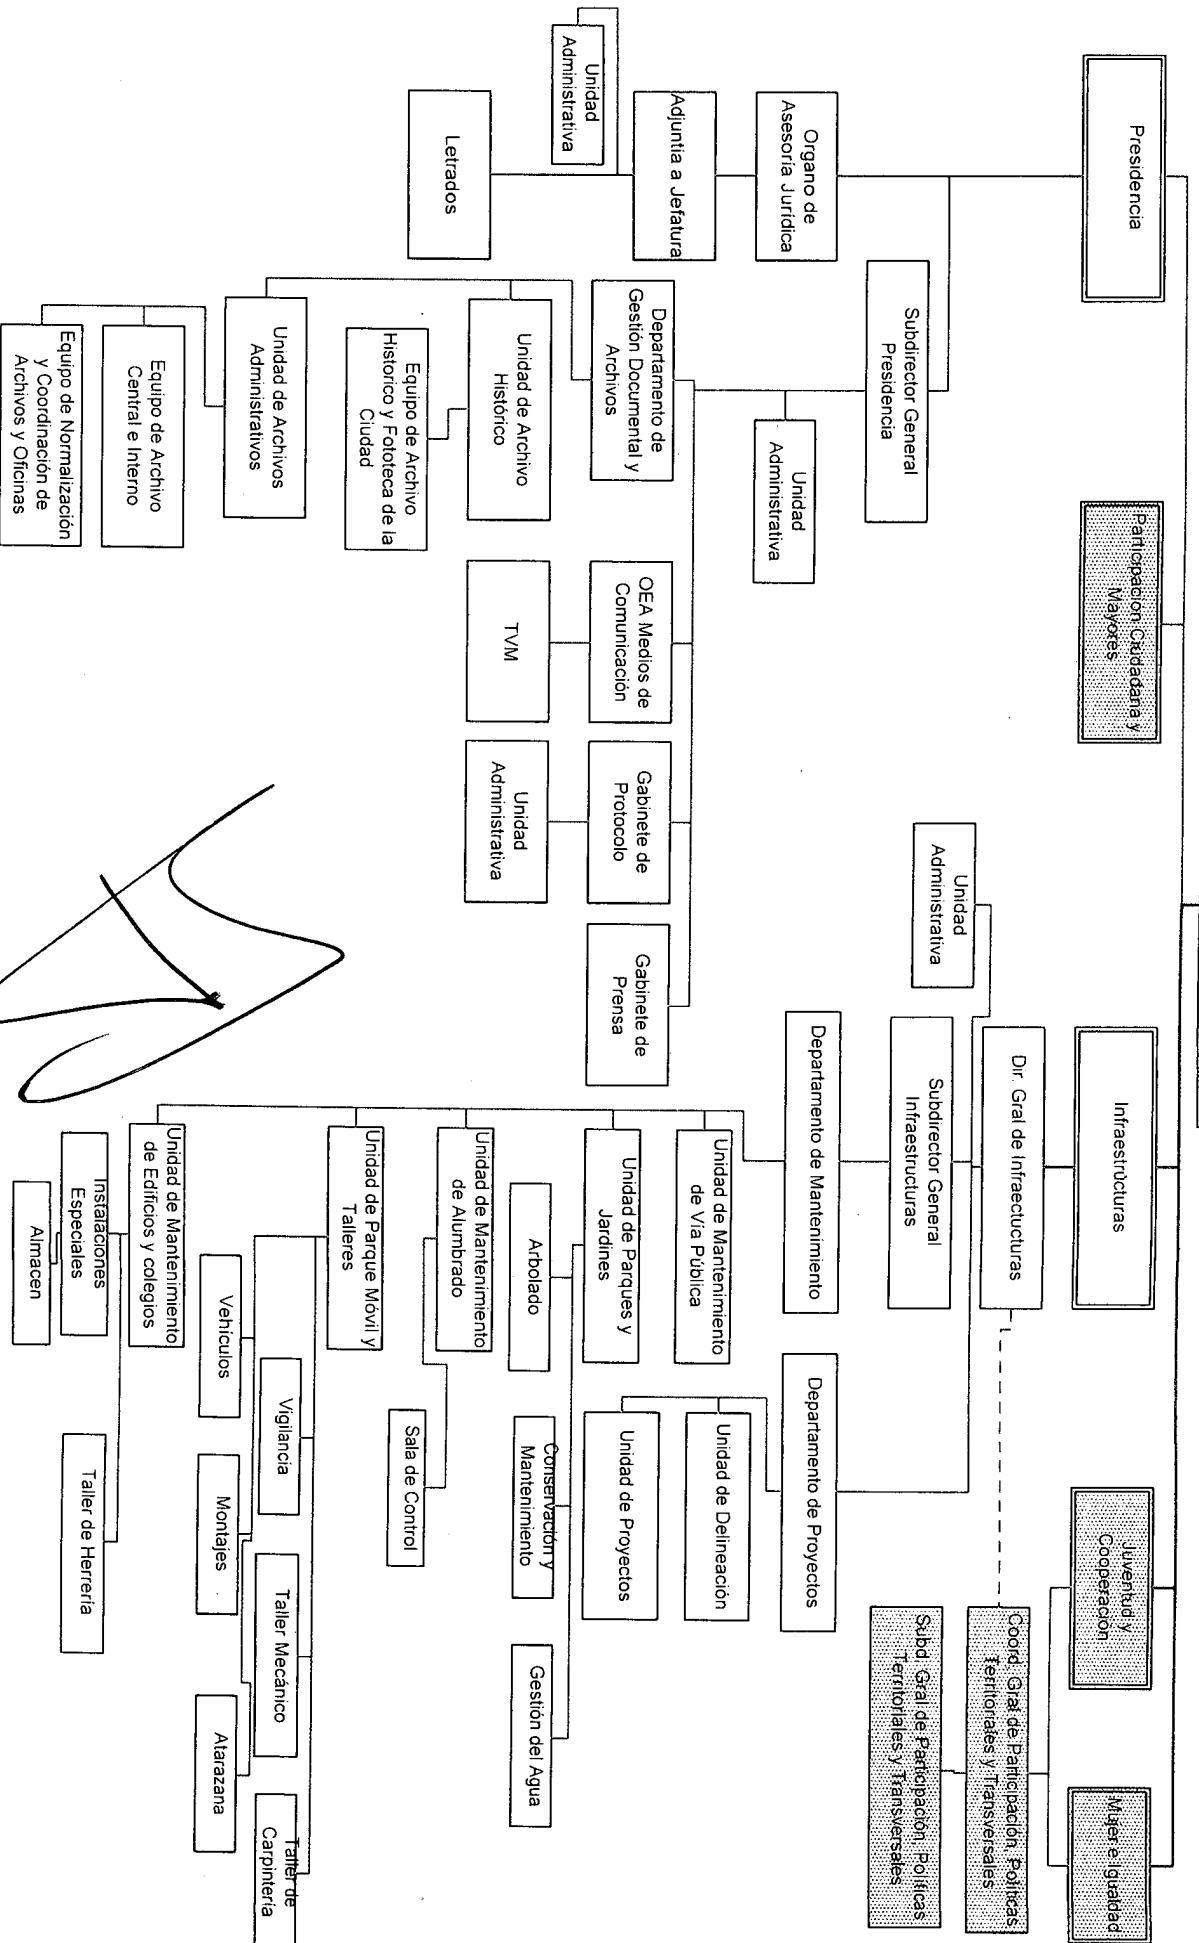 Presidencia
Participación Ciudadana y
Mayores
Infraestrúcturas
Juventud y
Cooperación
Mujer e Igualdad
Organo de
Asesoría Jurídica
Adjuntia a Jefatura
Unidad
Administrativa
Letrados
Subdirector General
Presidencia
Unidad
Administrativa
Departamento de
Gestión Documental y
Archivos
Unidad de Archivo
Histórico
Equipo de Archivo
Historico y Fototeca de la
Ciudad
Unidad de Archivos
Administrativos
Equipo de Archivo
Central e Interno
Equipo de Normalización
y Coordinación de
Archivos y Oficinas
OEA Medios de
Comunicación
TVM
Gabinete de
Protocolo
Unidad
Administrativa
Gabinete de
Prensa
Dir. Gral de Infraectucturas
Unidad
Administrativa
Subdirector General
Infraestructuras
Departamento de Mantenimiento
Unidad de Mantenimiento
de Vía Pública
Unidad de Parques y
Jardines
Arbolado
Conservación y
Mantenimiento
Gestión del Agua
Unidad de Mantenimiento
de Alumbrado
Sala de Control
Unidad de Parque Móvil y
Talleres
Vigilancia
Taller Mecánico
Taller de
Carpintería
Vehiculos
Montajes
Atarazana
Unidad de Mantenimiento
de Edificios y colegios
Instalaciones
Especiales
Almacen
Taller de Herrería
Departamento de Proyectos
Unidad de Delineación
Unidad de Proyectos
Coord. Gral de Participación, Políticas
Territoriales y Transversales
Subd. Gral de Participación, Políticas
Territoriales y Transversales